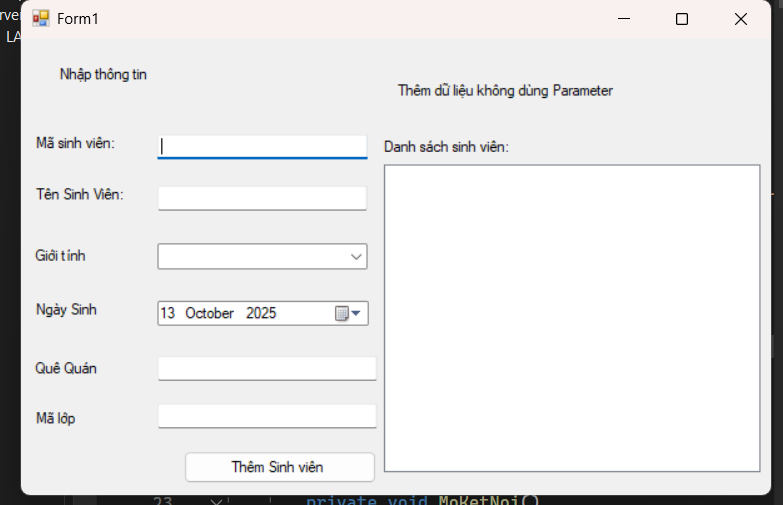 Form1
LA
Nhập thông tin
Thêm dữ liệu không dùng Parameter
Mã sinh viên:
Danh sách sinh viên:
Tên Sinh Viên:
Giới tính
Ngày Sinh
13 October 2025
Quê Quán
Mã lớp
Thêm Sinh viên
23 private void MoKetNoi()